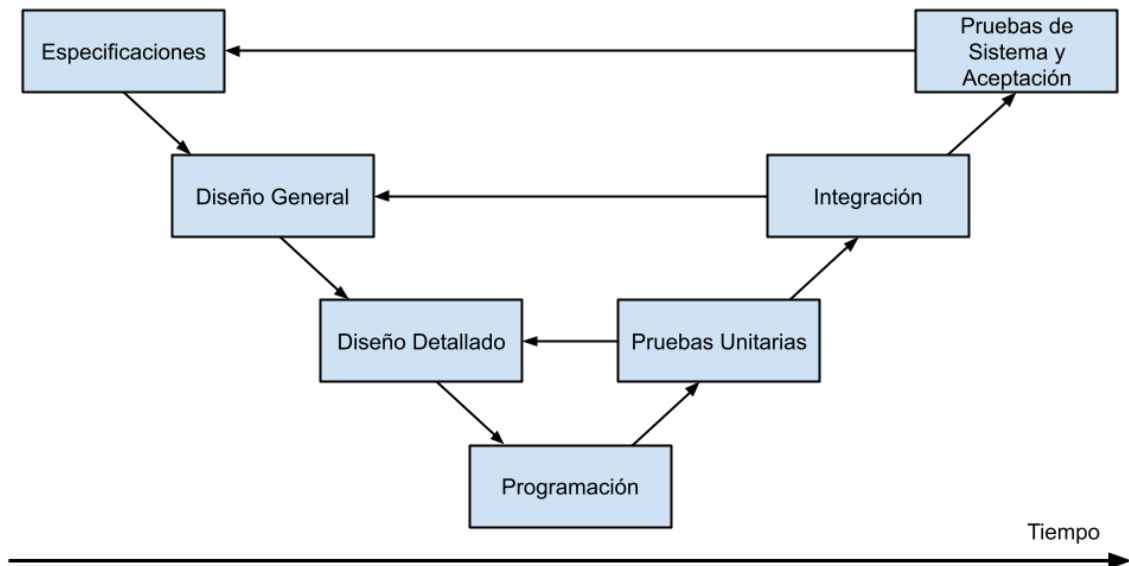 Especificaciones
Pruebas de
Sistema y
Aceptación
Diseño General
Integración
Diseño Detallado
Pruebas Unitarias
Programación
Tiempo